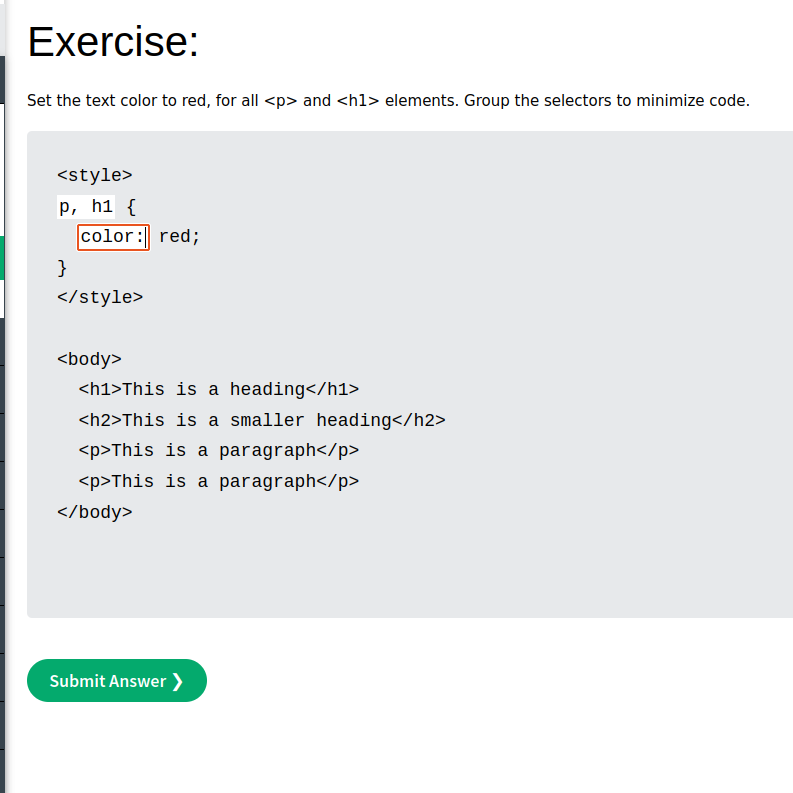 Exercise:
Set the text color to red, for all <p> and <h1> elements. Group the selectors to minimize code.
<style>
p, h1 {
  color: red;
}
</style>

<body>
  <h1>This is a heading</h1>
  <h2>This is a smaller heading</h2>
  <p>This is a paragraph</p>
  <p>This is a paragraph</p>
</body>
Submit Answer ❯